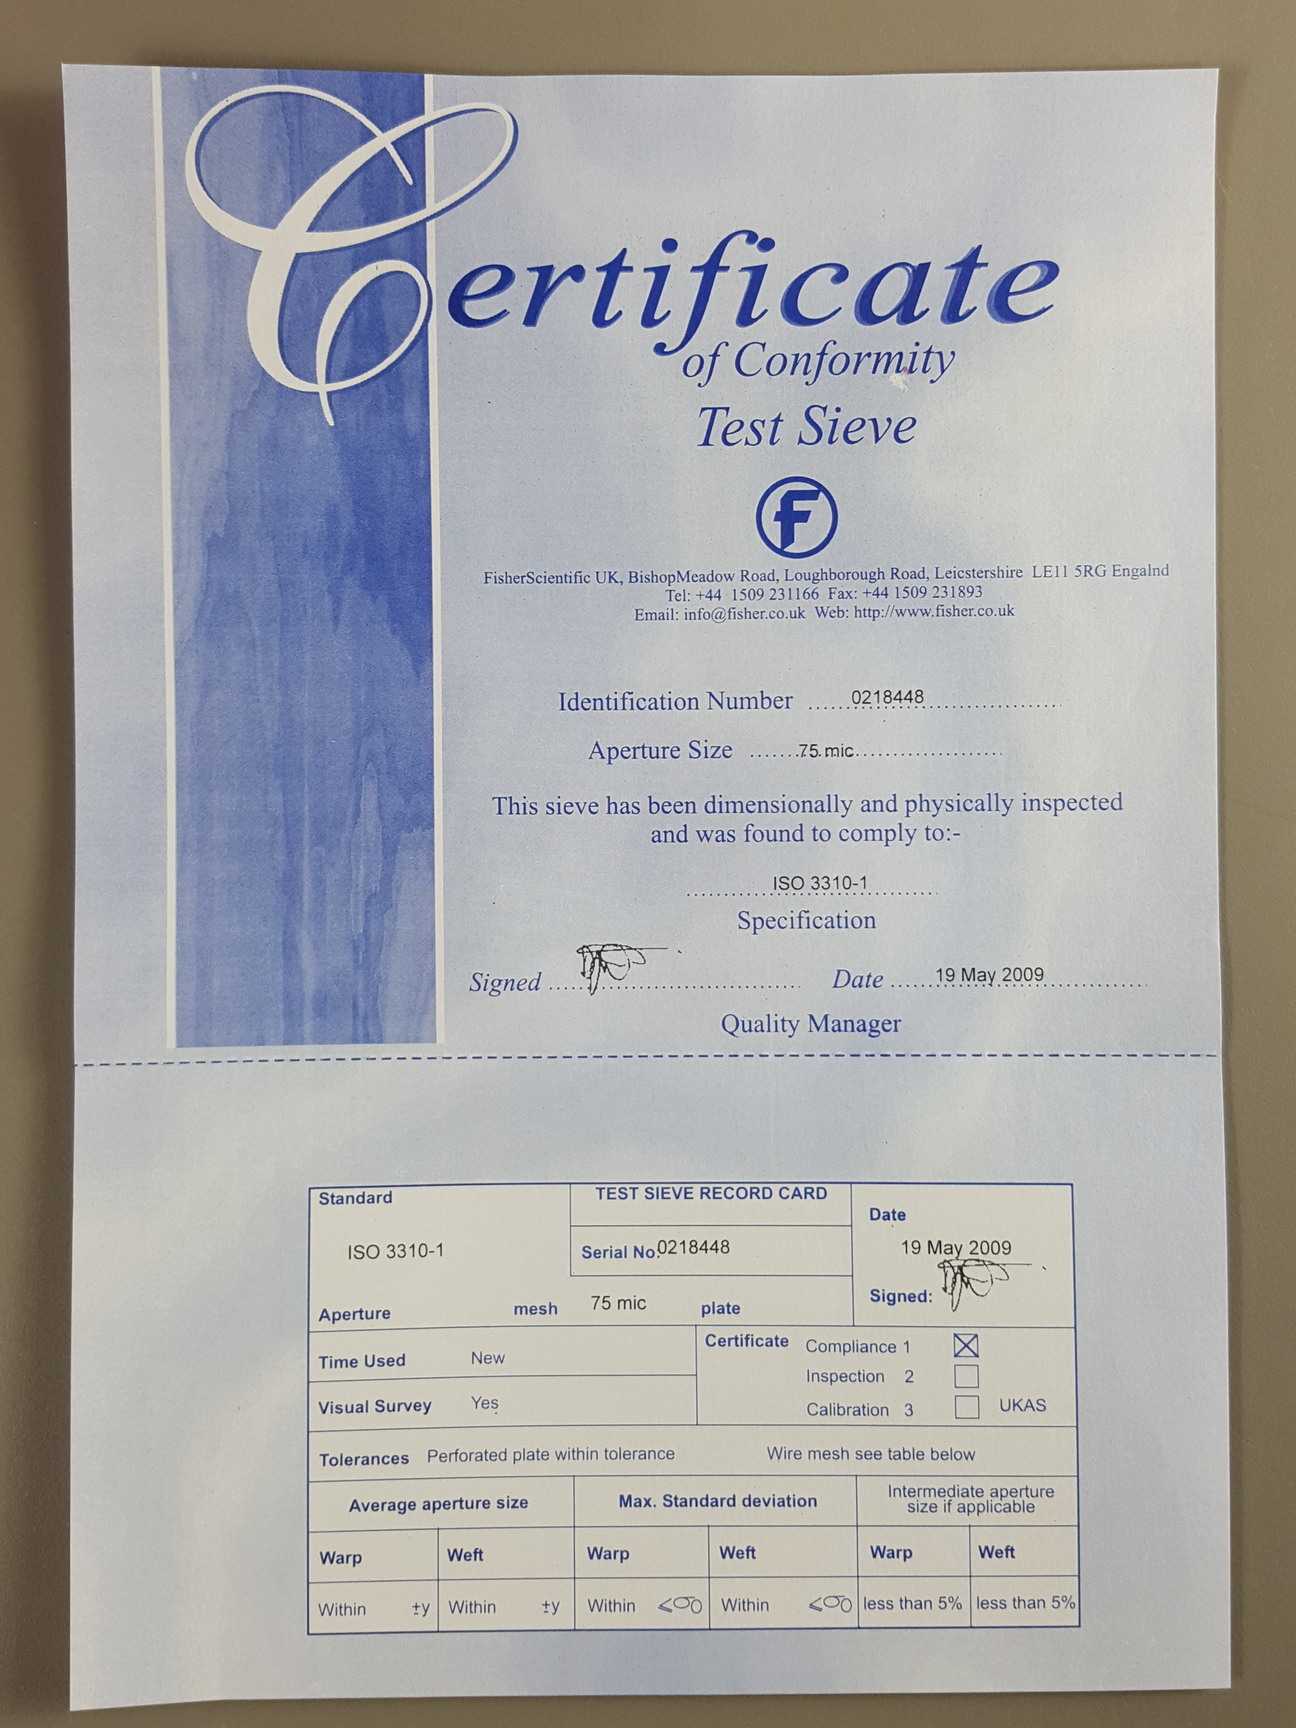 Certificate
of Conformity
Test Sieve
F
FisherScientific UK, BishopMeadow Road, Loughborough Road, Leicstershire LE11 5RG Engalnd
Tel: +44 1509 231166 Fax: +44 1509 231893
Email: info@fisher.co.uk Web: http://www.fisher.co.uk
Identification Number ......0218448....................
Aperture Size .......75 mic.....................
This sieve has been dimensionally and physically inspected
and was found to comply to:-
ISO 3310-1
Specification
Signed ........ Date ......19 May 2009...............
Quality Manager
Standard TEST SIEVE RECORD CARD Date
ISO 3310-1 Serial No: 0218448 19 May 2009
Signed:
Aperture mesh 75 mic plate
Time Used New Certificate Compliance 1 ☒
Inspection 2 ☐
Visual Survey Yes Calibration 3 ☐ UKAS
Tolerances Perforated plate within tolerance Wire mesh see table below
Average aperture size Max. Standard deviation Intermediate aperture size if applicable
Warp Weft Warp Weft Warp Weft
Within ±y Within ±y Within ≤σ0 Within ≤σ0 less than 5% less than 5%